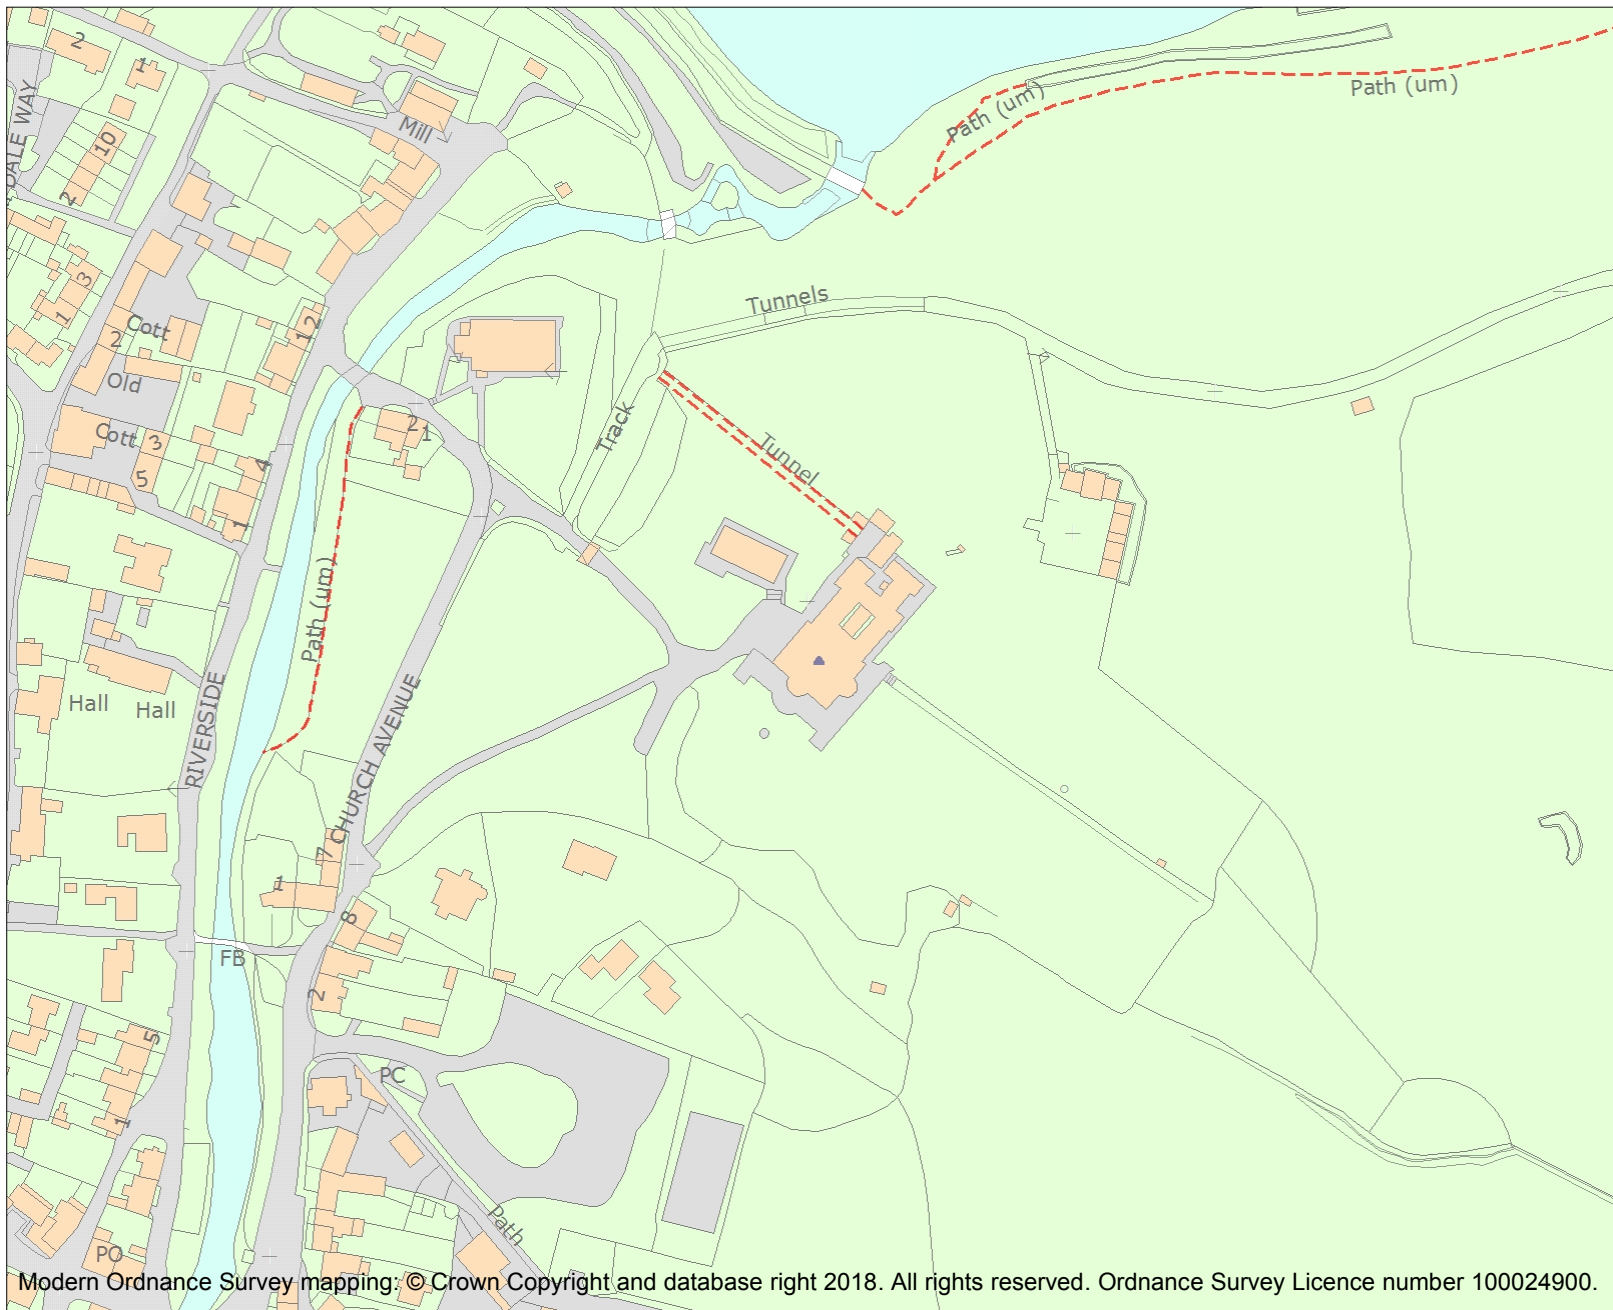 2
1
DALE WAY
10
2
Mill
Path (um)
Path (um)
3
1
Tunnels
12
Cott
2
Old
Cott
3
5
4
1
21
Track
Tunnel
Path (um)
Hall
Hall
RIVERSIDE
CHURCH AVENUE
7
1
8
FB
2
5
1
PC
Path
PO
Modern Ordnance Survey mapping: © Crown Copyright and database right 2018. All rights reserved. Ordnance Survey Licence number 100024900.